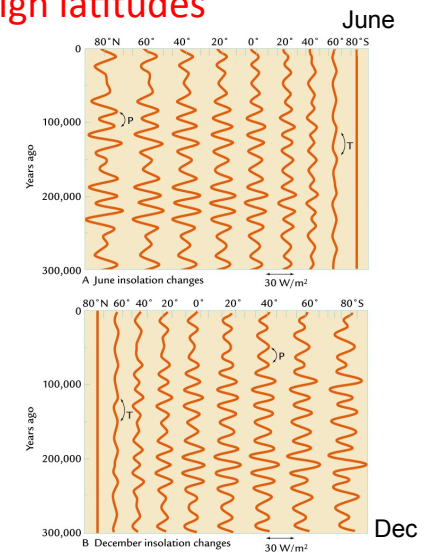 igh latitudes
June
80°N 60° 40° 20° 0° 20° 40° 60° 80°S
0
100,000
200,000
300,000
Years ago
P
T
A June insolation changes
30 W/m²
80°N 60° 40° 20° 0° 20° 40° 60° 80°S
0
100,000
200,000
300,000
Years ago
P
T
B December insolation changes
30 W/m²
Dec